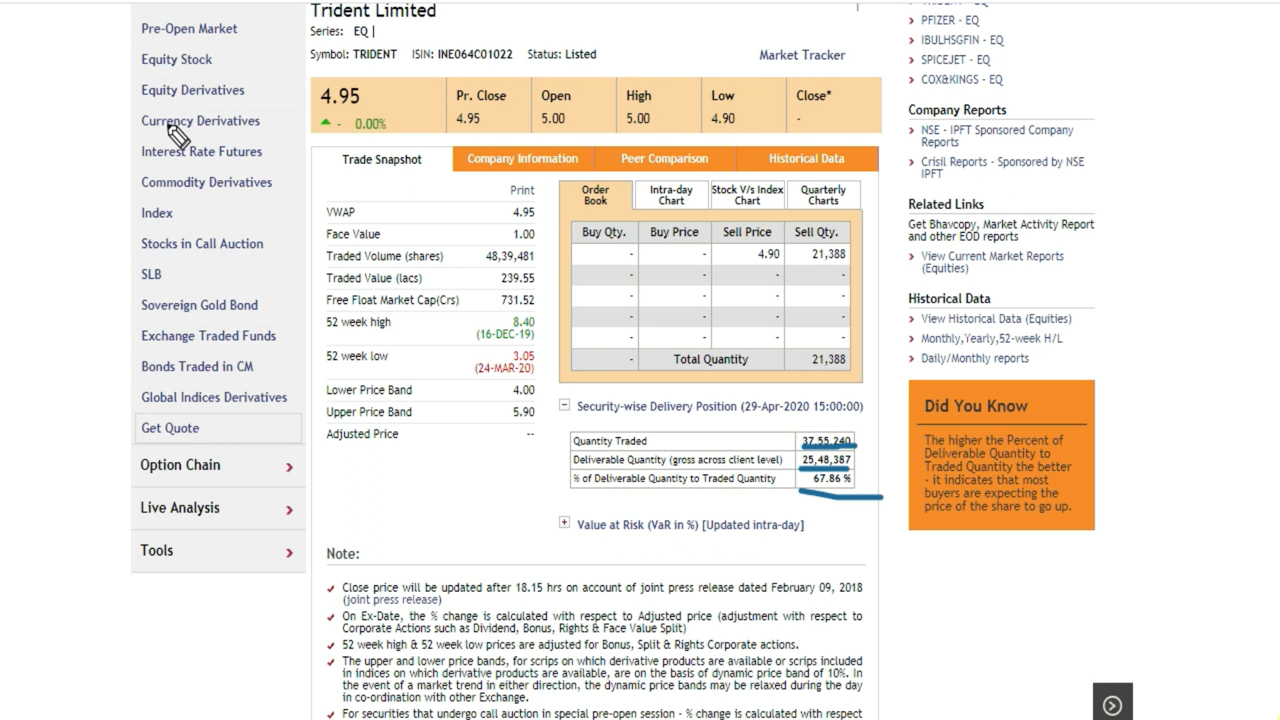 Pre-Open Market
Equity Stock
Equity Derivatives
Currency Derivatives
Interest Rate Futures
Commodity Derivatives
Index
Stocks in Call Auction
SLB
Sovereign Gold Bond
Exchange Traded Funds
Bonds Traded in CM
Global Indices Derivatives
Get Quote
Option Chain
Live Analysis
Tools
Trident Limited
Series: EQ |
Symbol: TRIDENT ISIN: INE064C01022 Status: Listed
Market Tracker
4.95 Pr. Close Open High Low Close*
- 0.00% 4.95 5.00 5.00 4.90 -
Trade Snapshot Company Information Peer Comparison Historical Data
Print
VWAP 4.95
Face Value 1.00
Traded Volume (shares) 48,39,481
Traded Value (lacs) 239.55
Free Float Market Cap(Crs) 731.52
52 week high 8.40
(16-DEC-19)
52 week low 3.05
(24-MAR-20)
Lower Price Band 4.00
Upper Price Band 5.90
Adjusted Price --
Order Book
Intra-day Chart
Stock V/s Index Chart
Quarterly Charts
Buy Qty. Buy Price Sell Price Sell Qty.
- - 4.90 21,388
- - - -
- - - -
- - - -
- - - -
- Total Quantity 21,388
Security-wise Delivery Position (29-Apr-2020 15:00:00)
Quantity Traded 37,55,240
Deliverable Quantity (gross across client level) 25,48,387
% of Deliverable Quantity to Traded Quantity 67.86 %
Value at Risk (VaR in %) [Updated intra-day]
Note:
Close price will be updated after 18.15 hrs on account of joint press release dated February 09, 2018
(joint press release)
On Ex-Date, the % change is calculated with respect to Adjusted price (adjustment with respect to
Corporate Actions such as Dividend, Bonus, Rights & Face Value Split)
52 week high & 52 week low prices are adjusted for Bonus, Split & Rights Corporate actions.
The upper and lower price bands, for scrips on which derivative products are available or scrips included
in indices on which derivative products are available, are on the basis of dynamic price band of 10%. In
the event of a market trend in either direction, the dynamic price bands may be relaxed during the day
in co-ordination with other Exchange.
For securities that undergo call auction in special pre-open session - % change is calculated with respect
PFIZER - EQ
IBULHSGFIN - EQ
SPICEJET - EQ
COX&KINGS - EQ
Company Reports
NSE - IPFT Sponsored Company
Reports
Crisil Reports - Sponsored by NSE
IPFT
Related Links
Get Bhavcopy, Market Activity Report
and other EOD reports
View Current Market Reports
(Equities)
Historical Data
View Historical Data (Equities)
Monthly,Yearly,52-week H/L
Daily/Monthly reports
Did You Know
The higher the Percent of
Deliverable Quantity to
Traded Quantity the better
- it indicates that most
buyers are expecting the
price of the share to go up.